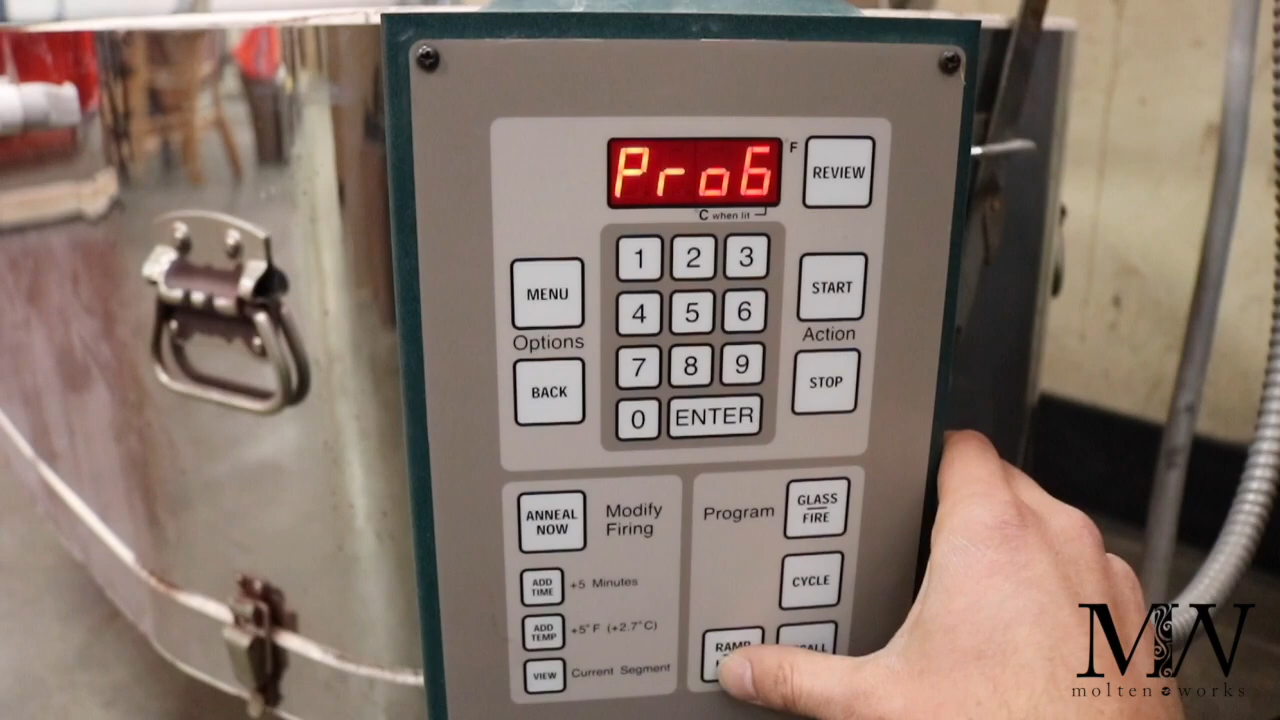 Pro6
°F
REVIEW
°C when lit
1 2 3
4 5 6
7 8 9
0 ENTER
MENU
Options
BACK
START
Action
STOP
ANNEAL
NOW
Modify
Firing
ADD
TIME
+5 Minutes
ADD
TEMP
+5°F (+2.7°C)
VIEW
Current Segment
Program
GLASS
FIRE
CYCLE
RAMP
MW
molten works